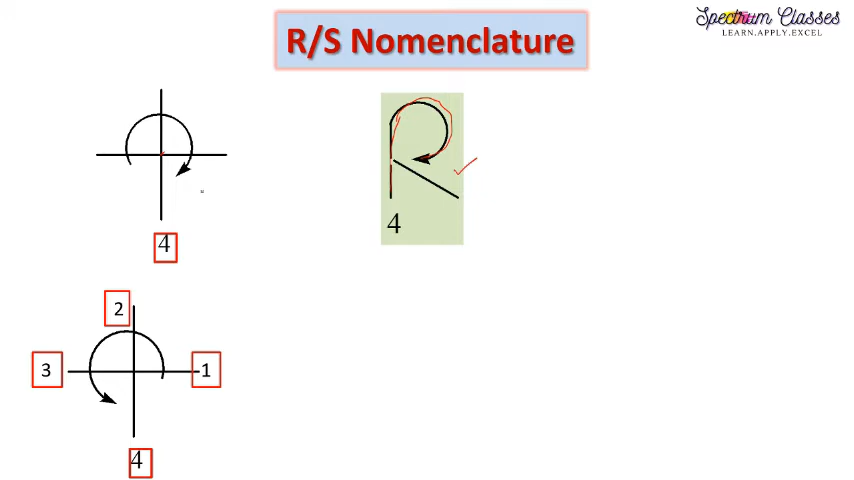 Spectrum Classes
LEARN.APPLY.EXCEL
R/S Nomenclature
4
4
2
3
1
4